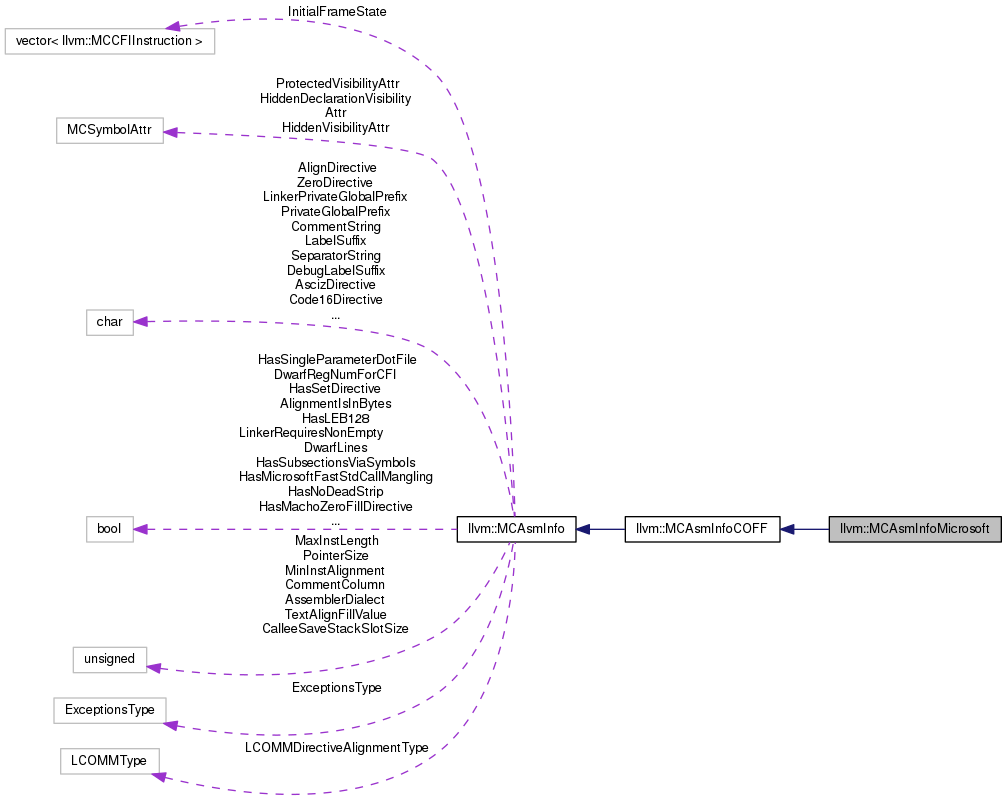 InitialFrameState
vector< llvm::MCCFIInstruction >
ProtectedVisibilityAttr
HiddenDeclarationVisibility
Attr
HiddenVisibilityAttr
MCSymbolAttr
AlignDirective
ZeroDirective
LinkerPrivateGlobalPrefix
PrivateGlobalPrefix
CommentString
LabelSuffix
SeparatorString
DebugLabelSuffix
AscizDirective
Code16Directive
...
char
HasSingleParameterDotFile
DwarfRegNumForCFI
HasSetDirective
AlignmentIsInBytes
HasLEB128
LinkerRequiresNonEmpty
DwarfLines
HasSubsectionsViaSymbols
HasMicrosoftFastStdCallMangling
HasNoDeadStrip
HasMachoZeroFillDirective
...
bool
llvm::MCAsmInfo
llvm::MCAsmInfoCOFF
llvm::MCAsmInfoMicrosoft
MaxInstLength
PointerSize
MinInstAlignment
CommentColumn
AssemblerDialect
TextAlignFillValue
CalleeSaveStackSlotSize
unsigned
ExceptionsType
ExceptionsType
LCOMMDirectiveAlignmentType
LCOMMType